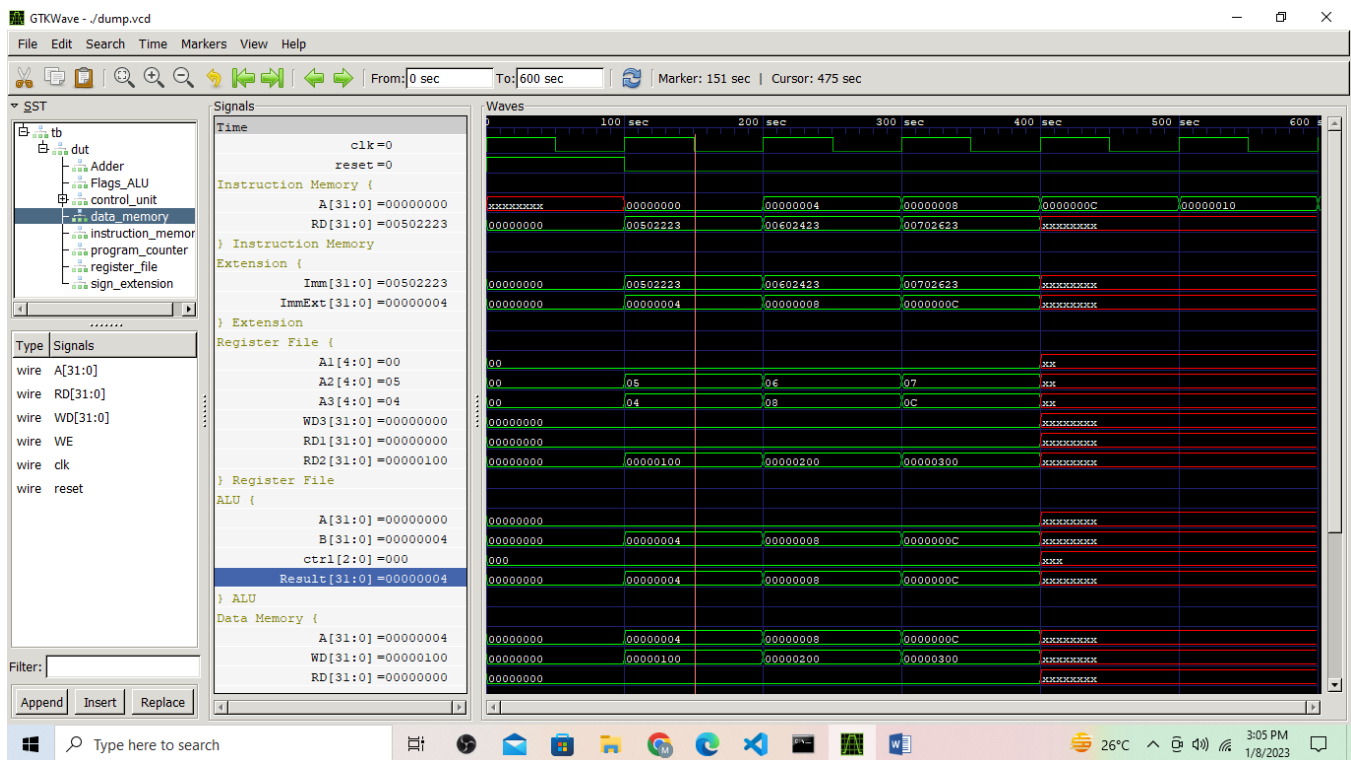 GTKWave - ./dump.vcd
File Edit Search Time Markers View Help
From: 0 sec To: 600 sec Marker: 151 sec | Cursor: 475 sec
SST
tb
dut
Adder
Flags_ALU
control_unit
data_memory
instruction_memor
program_counter
register_file
sign_extension
Type Signals
wire A[31:0]
wire RD[31:0]
wire WD[31:0]
wire WE
wire clk
wire reset
Filter:
Append Insert Replace
Signals
Time
clk=0
reset=0
Instruction Memory {
A[31:0]=00000000
RD[31:0]=00502223
} Instruction Memory
Extension {
Imm[31:0]=00502223
ImmExt[31:0]=00000004
} Extension
Register File {
A1[4:0]=00
A2[4:0]=05
A3[4:0]=04
WD3[31:0]=00000000
RD1[31:0]=00000000
RD2[31:0]=00000100
} Register File
ALU {
A[31:0]=00000000
B[31:0]=00000004
ctrl[2:0]=000
Result[31:0]=00000004
} ALU
Data Memory {
A[31:0]=00000004
WD[31:0]=00000100
RD[31:0]=00000000
Waves
100 sec 200 sec 300 sec 400 sec 500 sec 600 s
xxxxxxxx 00000000 00000004 00000008 0000000C 00000010
00000000 00502223 00602423 00702623 xxxxxxxx
00000000 00502223 00602423 00702623 xxxxxxxx
00000000 00000004 00000008 0000000C xxxxxxxx
00 xx
00 05 06 07 xx
00 04 08 0C xx
00000000 xxxxxxxx
00000000 xxxxxxxx
00000000 00000100 00000200 00000300 xxxxxxxx
00000000 xxxxxxxx
00000000 00000004 00000008 0000000C xxxxxxxx
000 xxx
00000000 00000004 00000008 0000000C xxxxxxxx
00000000 00000004 00000008 0000000C xxxxxxxx
00000000 00000100 00000200 00000300 xxxxxxxx
00000000 xxxxxxxx
Type here to search
26°C
3:05 PM
1/8/2023